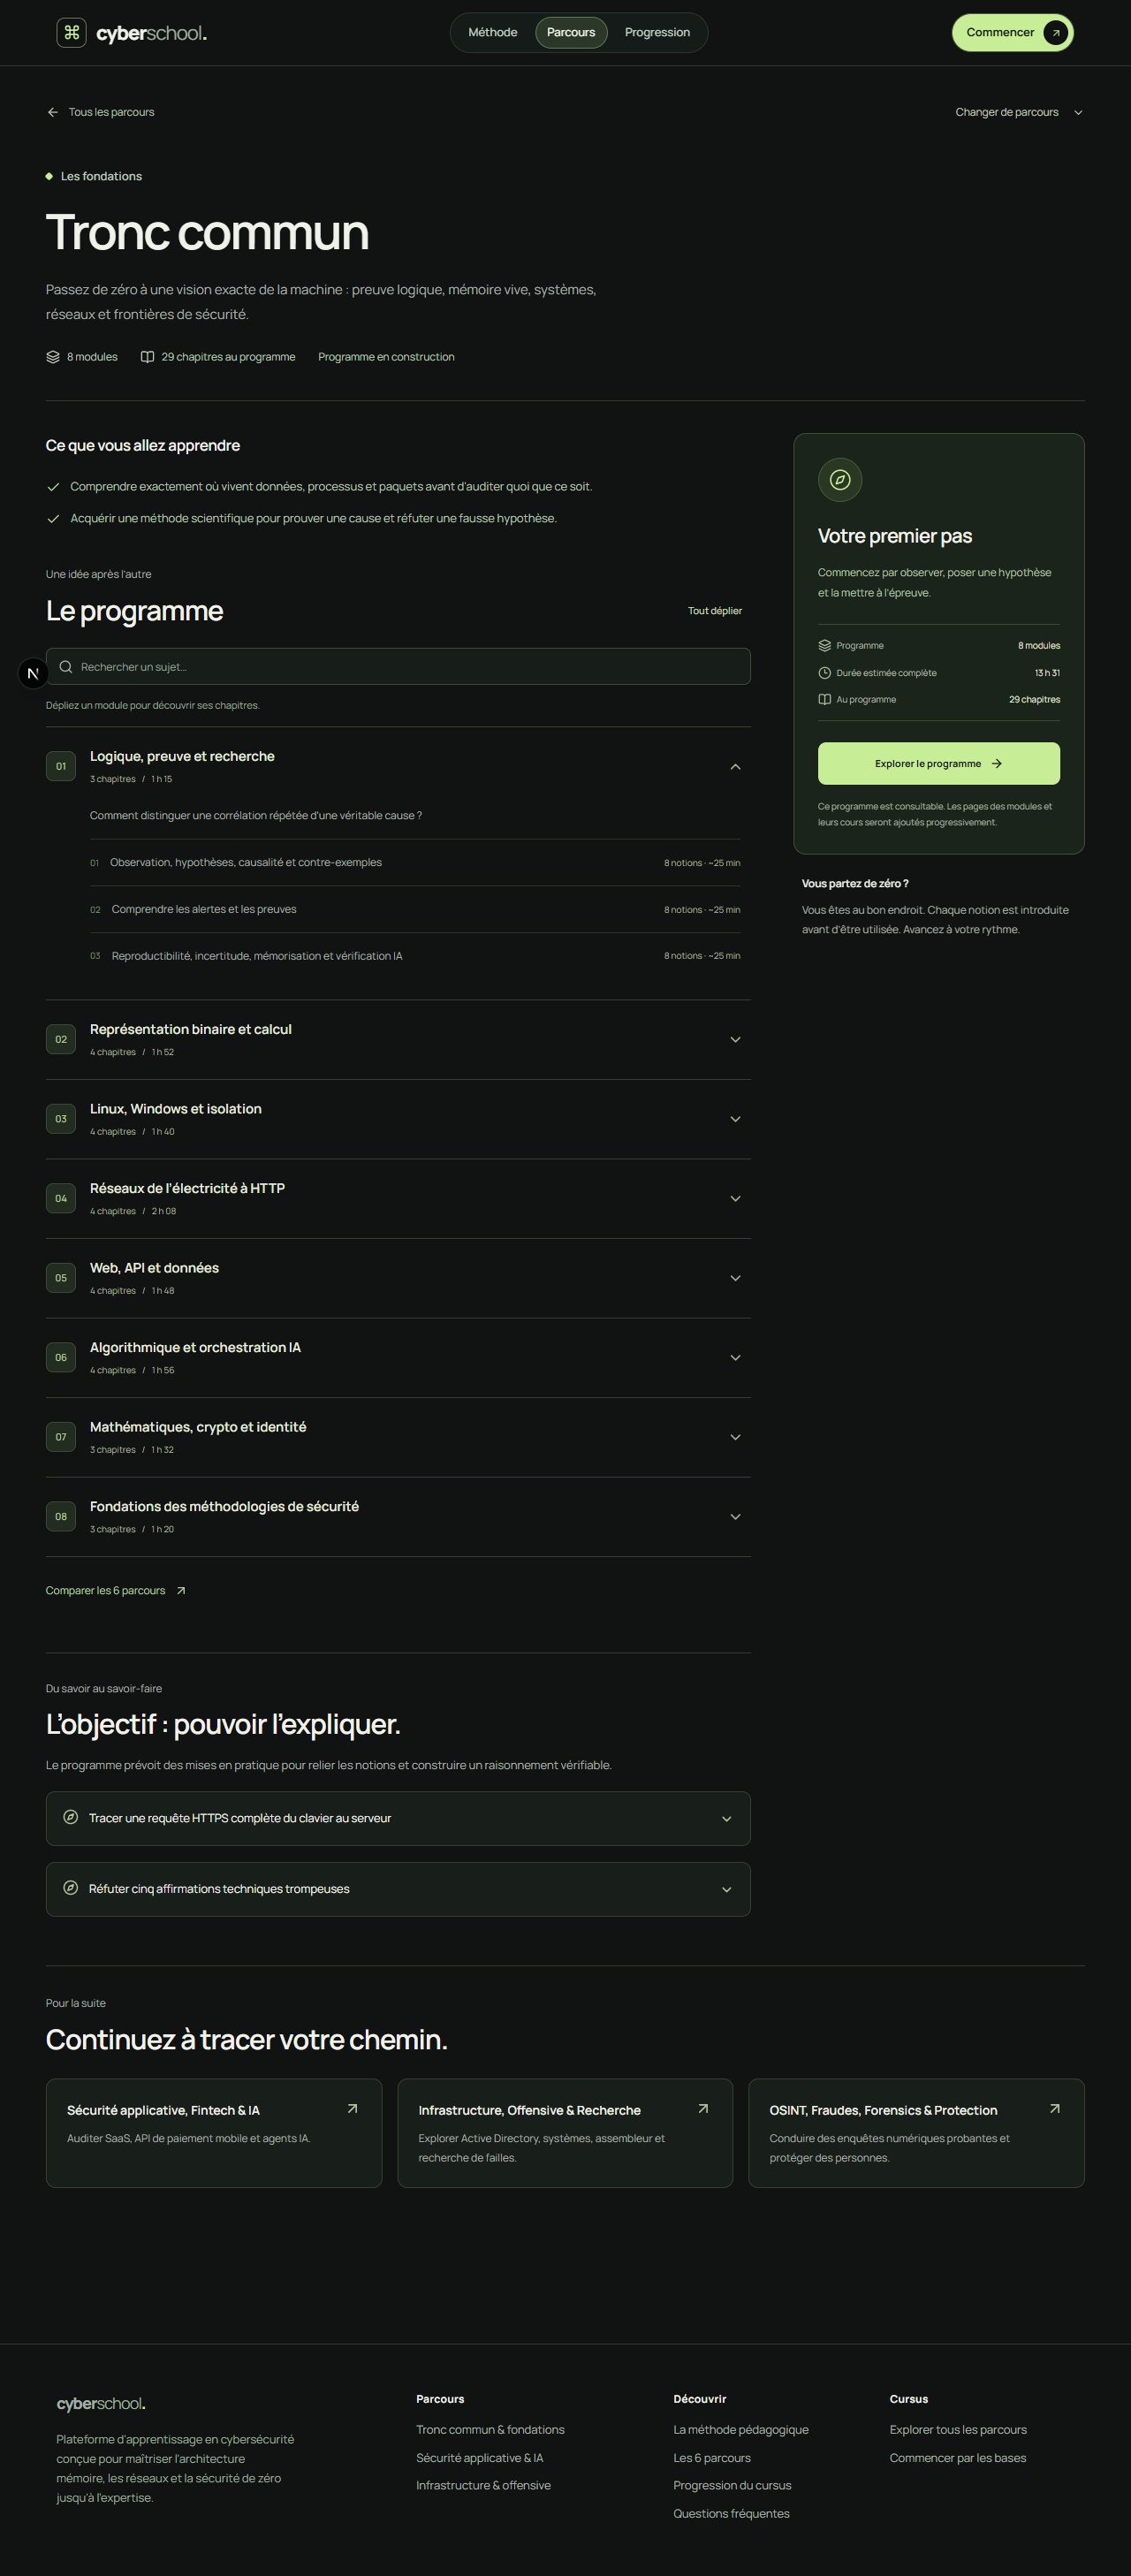 cyberschool.
Méthode
Parcours
Progression
Commencer
Tous les parcours
Changer de parcours
Les fondations
Tronc commun
Passez de zéro à une vision exacte de la machine : preuve logique, mémoire vive, systèmes,
réseaux et frontières de sécurité.
8 modules
29 chapitres au programme
Programme en construction
Ce que vous allez apprendre
Comprendre exactement où vivent données, processus et paquets avant d'auditer quoi que ce soit.
Acquérir une méthode scientifique pour prouver une cause et réfuter une fausse hypothèse.
Une idée après l'autre
Le programme
Tout déplier
Rechercher un sujet…
Dépliez un module pour découvrir ses chapitres.
01
Logique, preuve et recherche
3 chapitres / 1 h 15
Comment distinguer une corrélation répétée d'une véritable cause ?
01 Observation, hypothèses, causalité et contre-exemples
8 notions · ~25 min
02 Comprendre les alertes et les preuves
8 notions · ~25 min
03 Reproductibilité, incertitude, mémorisation et vérification IA
8 notions · ~25 min
02
Représentation binaire et calcul
4 chapitres / 1 h 52
03
Linux, Windows et isolation
4 chapitres / 1 h 40
04
Réseaux de l'électricité à HTTP
4 chapitres / 2 h 08
05
Web, API et données
4 chapitres / 1 h 48
06
Algorithmique et orchestration IA
4 chapitres / 1 h 56
07
Mathématiques, crypto et identité
3 chapitres / 1 h 32
08
Fondations des méthodologies de sécurité
3 chapitres / 1 h 20
Comparer les 6 parcours
Votre premier pas
Commencez par observer, poser une hypothèse
et la mettre à l'épreuve.
Programme
8 modules
Durée estimée complète
13 h 31
Au programme
29 chapitres
Explorer le programme
Ce programme est consultable. Les pages des modules et
leurs cours seront ajoutés progressivement.
Vous partez de zéro ?
Vous êtes au bon endroit. Chaque notion est introduite
avant d'être utilisée. Avancez à votre rythme.
Du savoir au savoir-faire
L'objectif : pouvoir l'expliquer.
Le programme prévoit des mises en pratique pour relier les notions et construire un raisonnement vérifiable.
Tracer une requête HTTPS complète du clavier au serveur
Réfuter cinq affirmations techniques trompeuses
Pour la suite
Continuez à tracer votre chemin.
Sécurité applicative, Fintech & IA
Auditer SaaS, API de paiement mobile et agents IA.
Infrastructure, Offensive & Recherche
Explorer Active Directory, systèmes, assembleur et
recherche de failles.
OSINT, Fraudes, Forensics & Protection
Conduire des enquêtes numériques probantes et
protéger des personnes.
cyberschool.
Plateforme d'apprentissage en cybersécurité
conçue pour maîtriser l'architecture
mémoire, les réseaux et la sécurité de zéro
jusqu'à l'expertise.
Parcours
Tronc commun & fondations
Sécurité applicative & IA
Infrastructure & offensive
Découvrir
La méthode pédagogique
Les 6 parcours
Progression du cursus
Questions fréquentes
Cursus
Explorer tous les parcours
Commencer par les bases